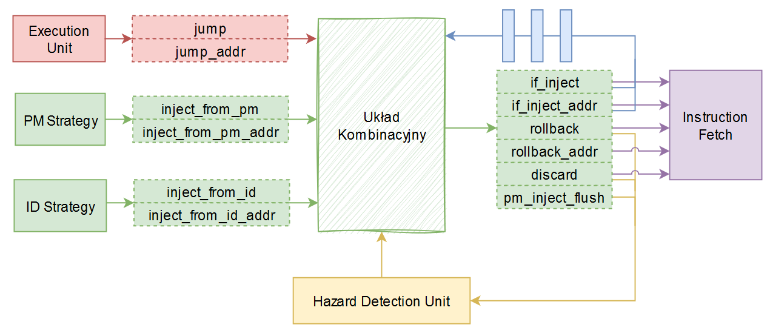 Execution
Unit
jump
jump_addr
PM Strategy
inject_from_pm
inject_from_pm_addr
ID Strategy
inject_from_id
inject_from_id_addr
Układ
Kombinacyjny
if_inject
if_inject_addr
rollback
rollback_addr
discard
pm_inject_flush
Instruction
Fetch
Hazard Detection Unit